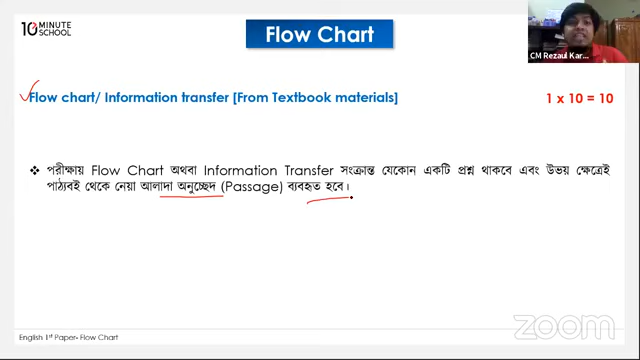 10 MINUTE SCHOOL
Flow Chart
CM Rezaul Kar...
Flow chart/ Information transfer [From Textbook materials]
1 x 10 = 10
❖ পরীক্ষায় Flow Chart অথবা Information Transfer সংক্রান্ত যেকোন একটি প্রশ্ন থাকবে এবং উভয় ক্ষেত্রেই
পাঠ্যবই থেকে নেয়া আলাদা অনুচ্ছেদ (Passage) ব্যবহৃত হবে।
English 1st Paper- Flow Chart
zoom